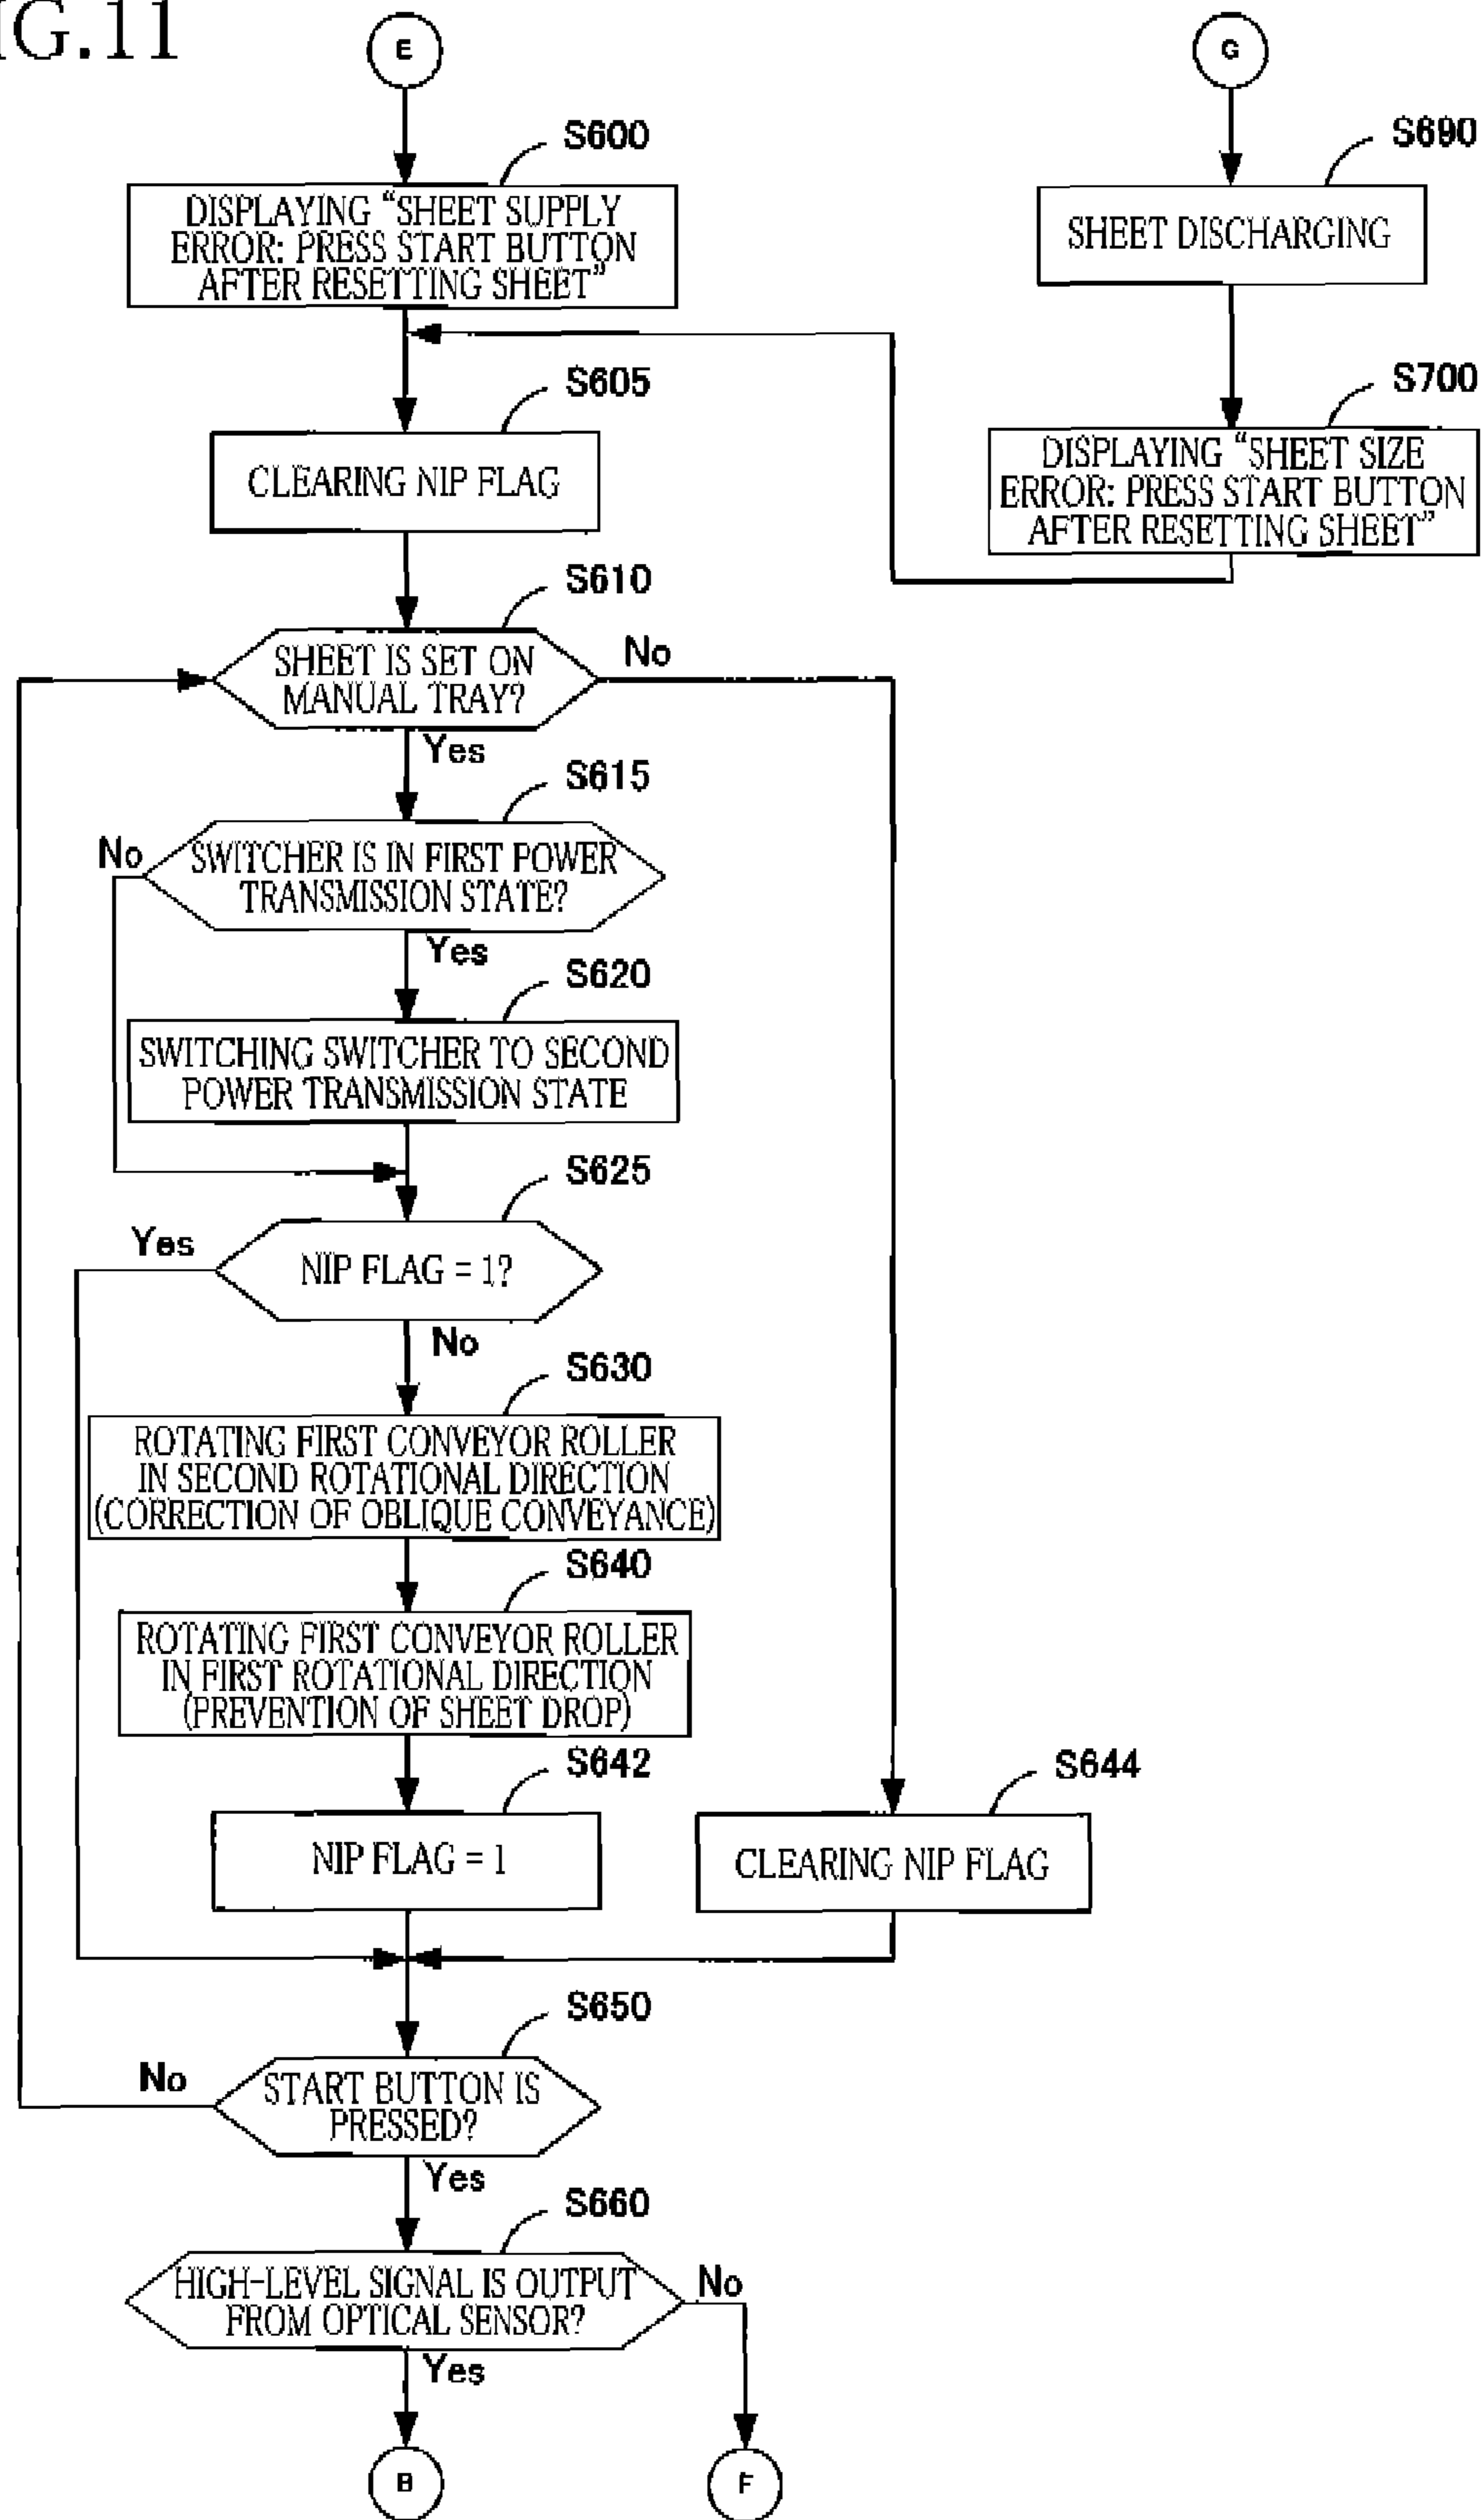 IG.11
E
S600
DISPLAYING “SHEET SUPPLY
ERROR: PRESS START BUTTON
AFTER RESETTING SHEET”
S605
CLEARING NIP FLAG
S610
SHEET IS SET ON
MANUAL TRAY?
No
Yes
S615
SWITCHER IS IN FIRST POWER
TRANSMISSION STATE?
No
Yes
S620
SWITCHING SWITCHER TO SECOND
POWER TRANSMISSION STATE
S625
NIP FLAG = 1?
Yes
No
S630
ROTATING FIRST CONVEYOR ROLLER
IN SECOND ROTATIONAL DIRECTION
(CORRECTION OF OBLIQUE CONVEYANCE)
S640
ROTATING FIRST CONVEYOR ROLLER
IN FIRST ROTATIONAL DIRECTION
(PREVENTION OF SHEET DROP)
S642
NIP FLAG = 1
S644
CLEARING NIP FLAG
S650
START BUTTON IS
PRESSED?
No
Yes
S660
HIGH-LEVEL SIGNAL IS OUTPUT
FROM OPTICAL SENSOR?
No
Yes
B
F
G
S690
SHEET DISCHARGING
S700
DISPLAYING “SHEET SIZE
ERROR: PRESS START BUTTON
AFTER RESETTING SHEET”